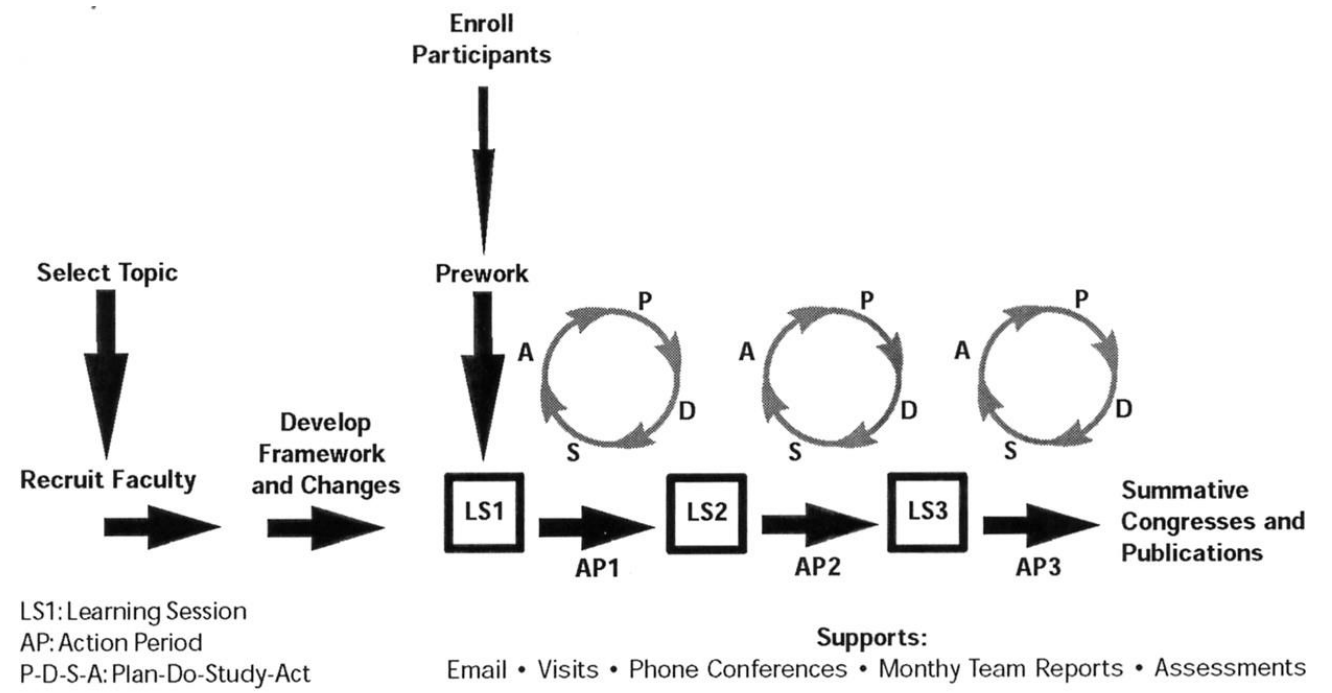 Enroll
Participants
Select Topic
Prework
P
A
D
S
P
A
D
S
P
A
D
S
Recruit Faculty
Develop
Framework
and Changes
LS1
AP1
LS2
AP2
LS3
AP3
Summative
Congresses and
Publications
LS1: Learning Session
AP: Action Period
P-D-S-A: Plan-Do-Study-Act
Supports:
Email • Visits • Phone Conferences • Monthy Team Reports • Assessments